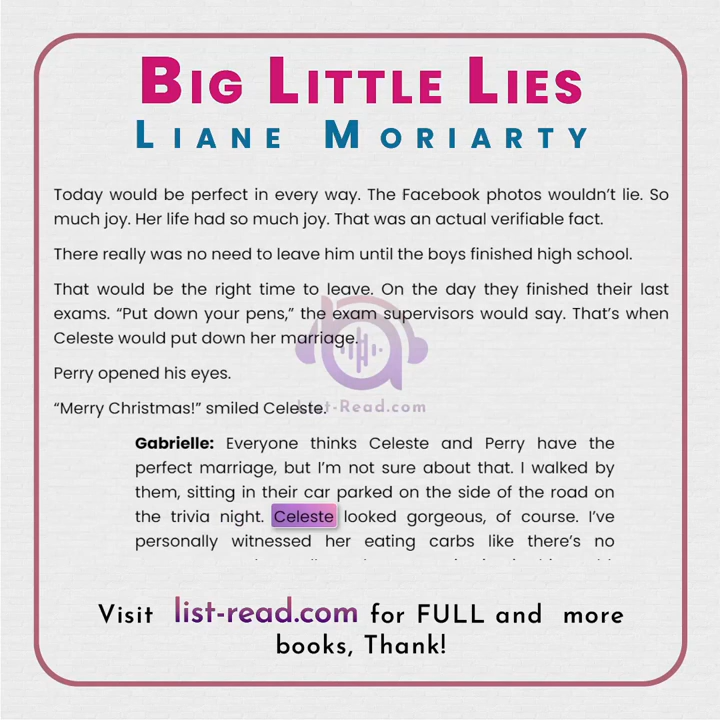 Big Little Lies
Liane Moriarty
Today would be perfect in every way. The Facebook photos wouldn’t lie. So
much joy. Her life had so much joy. That was an actual verifiable fact.
There really was no need to leave him until the boys finished high school.
That would be the right time to leave. On the day they finished their last
exams. “Put down your pens,” the exam supervisors would say. That’s when
Celeste would put down her marriage.
Perry opened his eyes.
“Merry Christmas!” smiled Celeste.
List-Read.com
Gabrielle: Everyone thinks Celeste and Perry have the
perfect marriage, but I’m not sure about that. I walked by
them, sitting in their car parked on the side of the road on
the trivia night. Celeste looked gorgeous, of course. I’ve
personally witnessed her eating carbs like there’s no
Visit list-read.com for FULL and more
books, Thank!